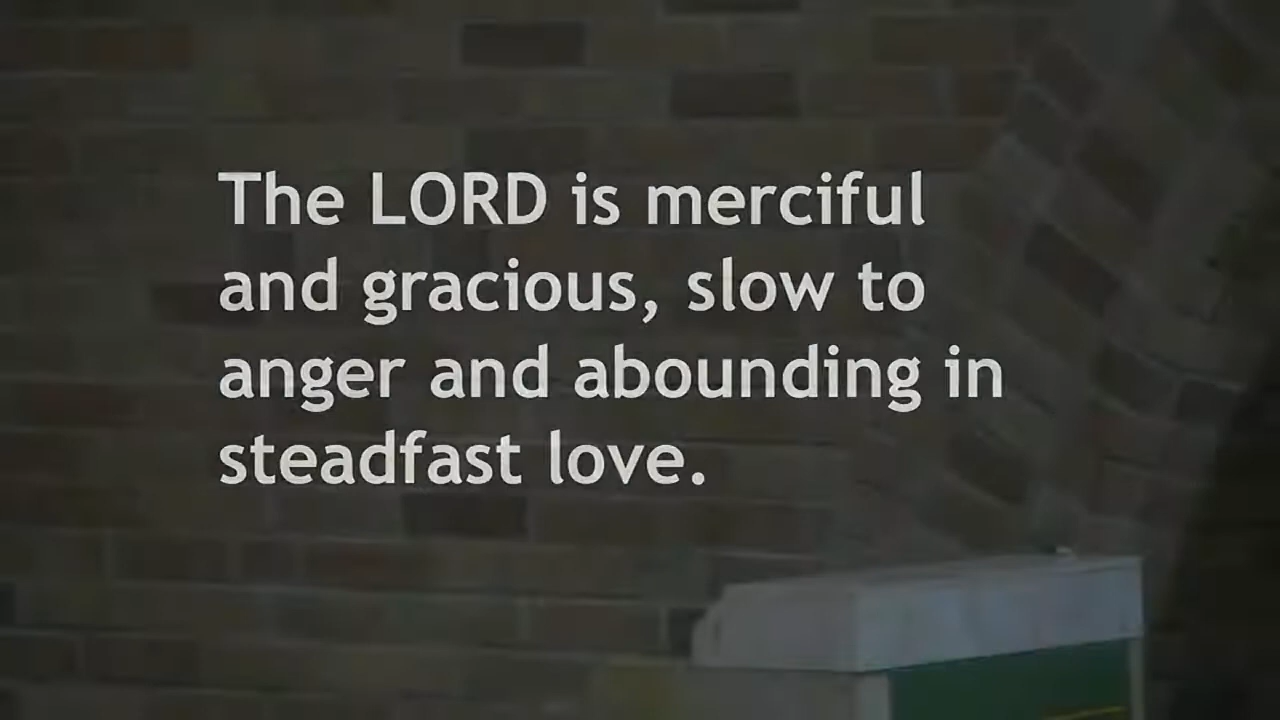 The LORD is merciful
and gracious, slow to
anger and abounding in
steadfast love.